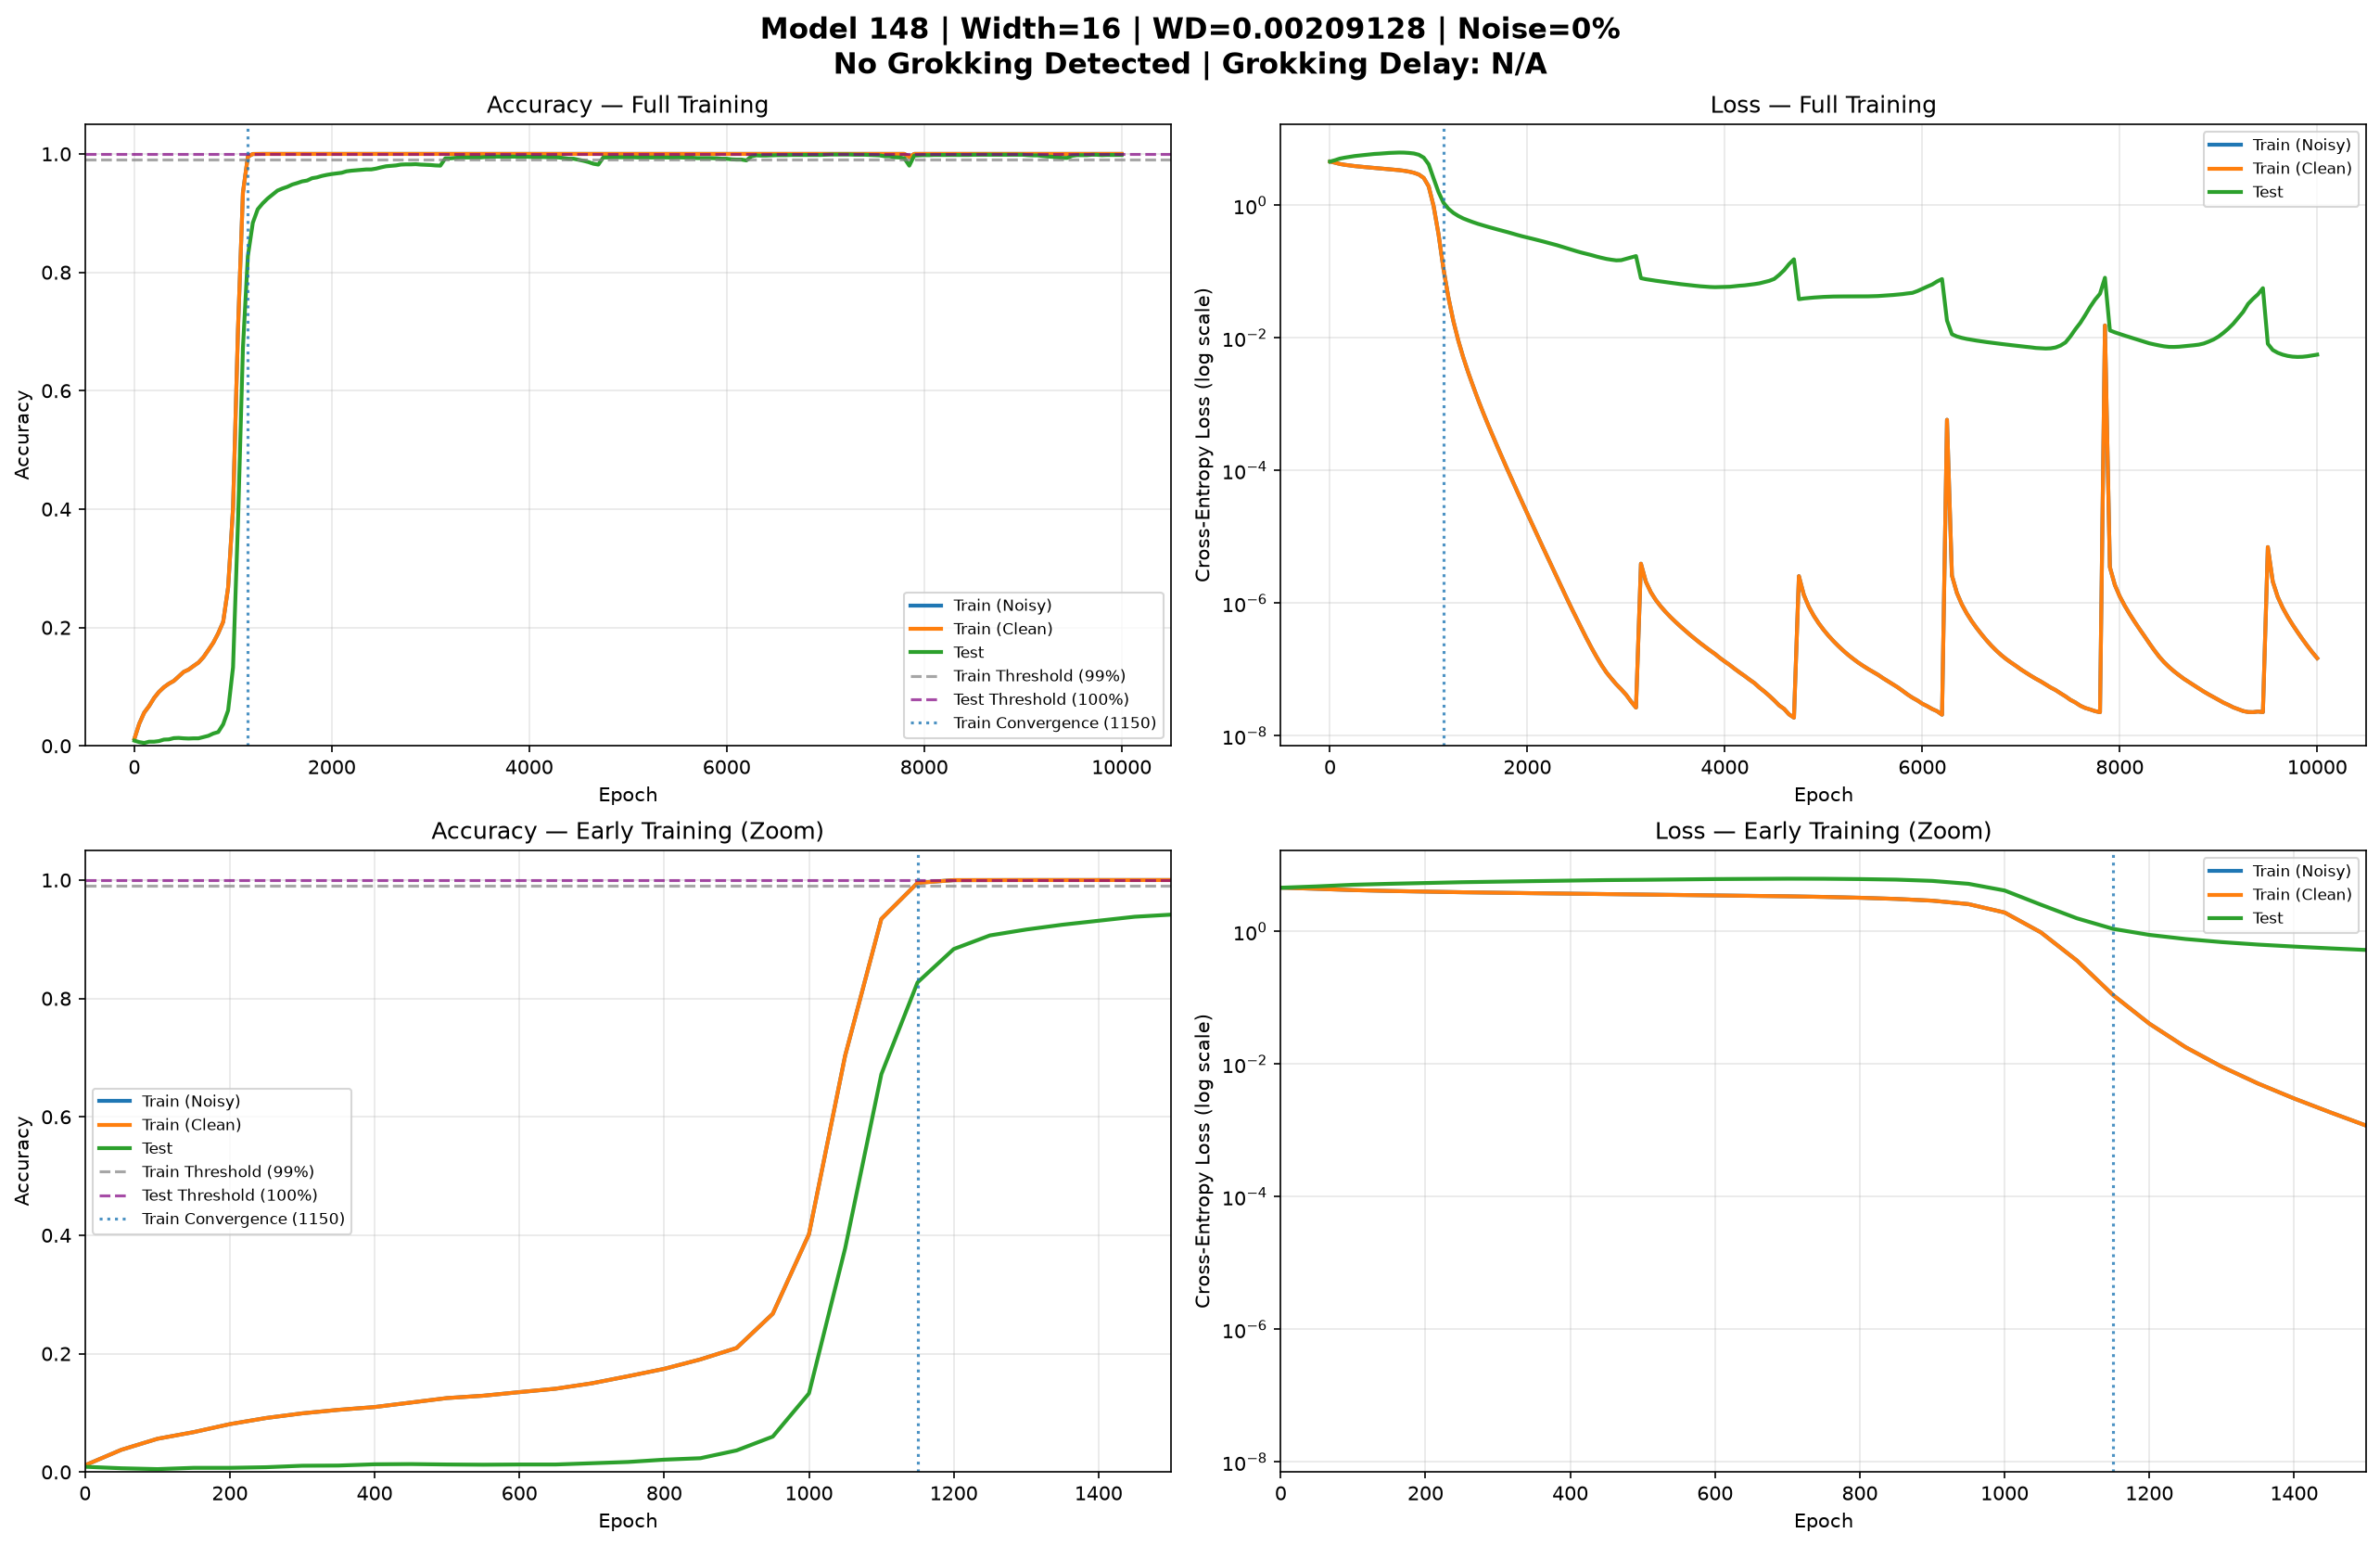 Model 148 | Width=16 | WD=0.00209128 | Noise=0%
No Grokking Detected | Grokking Delay: N/A
Accuracy — Full Training
Accuracy
1.0
0.8
0.6
0.4
0.2
0.0
Train (Noisy)
Train (Clean)
Test
Train Threshold (99%)
Test Threshold (100%)
Train Convergence (1150)
0 2000 4000 6000 8000 10000
Epoch
Loss — Full Training
Cross-Entropy Loss (log scale)
10⁰
10⁻²
10⁻⁴
10⁻⁶
10⁻⁸
Train (Noisy)
Train (Clean)
Test
0 2000 4000 6000 8000 10000
Epoch
Accuracy — Early Training (Zoom)
Accuracy
1.0
0.8
0.6
0.4
0.2
0.0
Train (Noisy)
Train (Clean)
Test
Train Threshold (99%)
Test Threshold (100%)
Train Convergence (1150)
0 200 400 600 800 1000 1200 1400
Epoch
Loss — Early Training (Zoom)
Cross-Entropy Loss (log scale)
10⁰
10⁻²
10⁻⁴
10⁻⁶
10⁻⁸
Train (Noisy)
Train (Clean)
Test
0 200 400 600 800 1000 1200 1400
Epoch